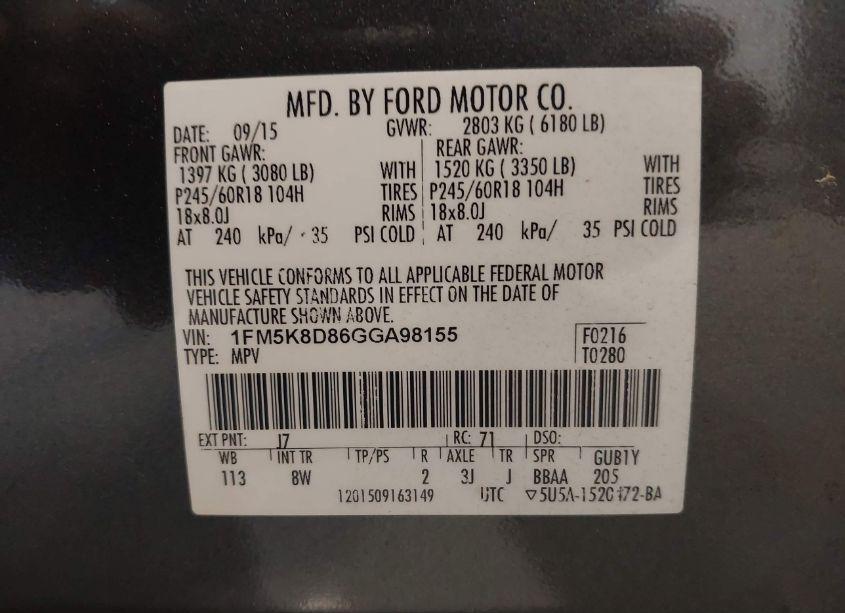 MFD. BY FORD MOTOR CO.
DATE: 09/15 GVWR: 2803 KG ( 6180 LB)
FRONT GAWR: REAR GAWR:
1397 KG ( 3080 LB) WITH 1520 KG ( 3350 LB) WITH
P245/60R18 104H TIRES P245/60R18 104H TIRES
18x8.0J RIMS 18x8.0J RIMS
AT 240 kPa/ 35 PSI COLD AT 240 kPa/ 35 PSI COLD
THIS VEHICLE CONFORMS TO ALL APPLICABLE FEDERAL MOTOR
VEHICLE SAFETY STANDARDS IN EFFECT ON THE DATE OF
MANUFACTURE SHOWN ABOVE.
VIN: 1FM5K8D86GGA98155 F0216
TYPE: MPV T0280
EXT PNT: J7 RC: 71 DSO:
WB INT TR TP/PS R AXLE TR SPR GUB1Y
113 8W 2 3J J BBAA 205
1201509163149 UTC ▽5U5A-1520472-BA